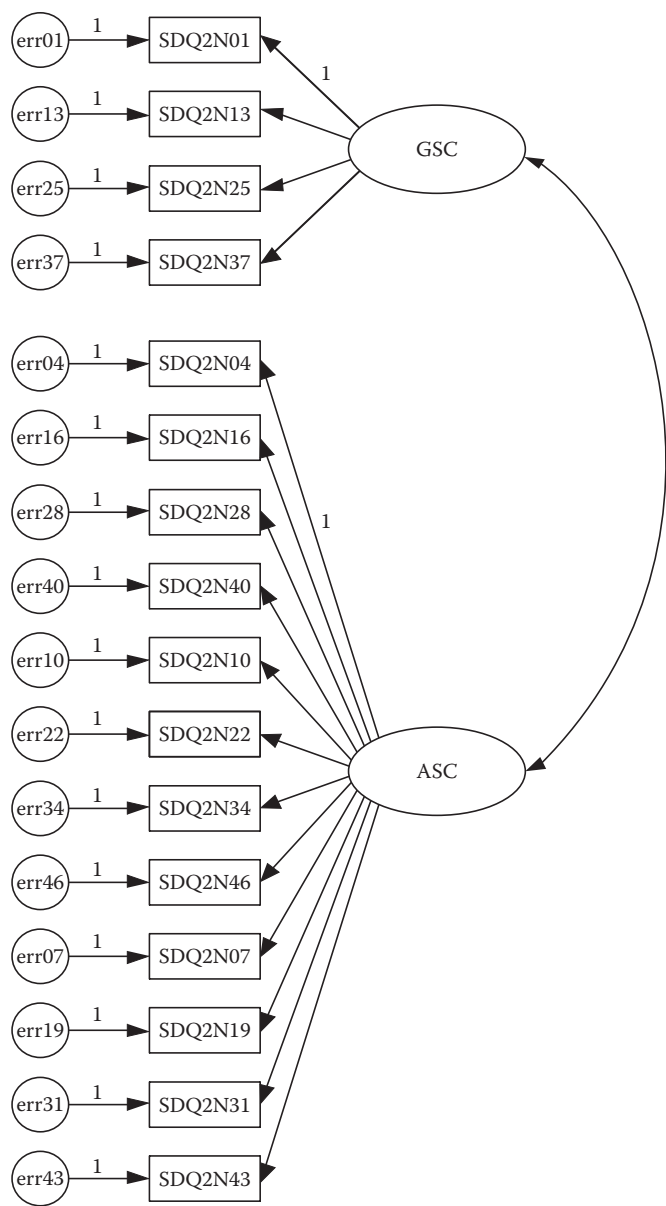 err01 1 SDQ2N01
1
err13 1 SDQ2N13
GSC
err25 1 SDQ2N25
err37 1 SDQ2N37
err04 1 SDQ2N04
err16 1 SDQ2N16
err28 1 SDQ2N28
1
err40 1 SDQ2N40
err10 1 SDQ2N10
err22 1 SDQ2N22
ASC
err34 1 SDQ2N34
err46 1 SDQ2N46
err07 1 SDQ2N07
err19 1 SDQ2N19
err31 1 SDQ2N31
err43 1 SDQ2N43